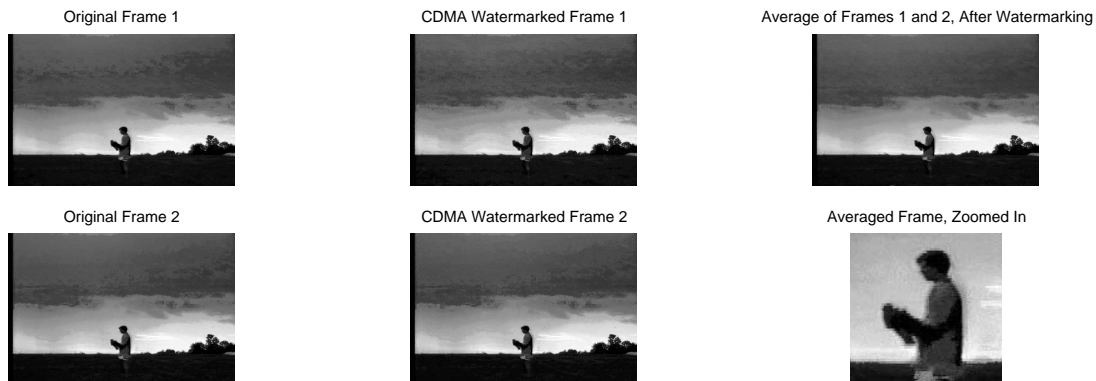 Original Frame 1
CDMA Watermarked Frame 1
Average of Frames 1 and 2, After Watermarking
Original Frame 2
CDMA Watermarked Frame 2
Averaged Frame, Zoomed In